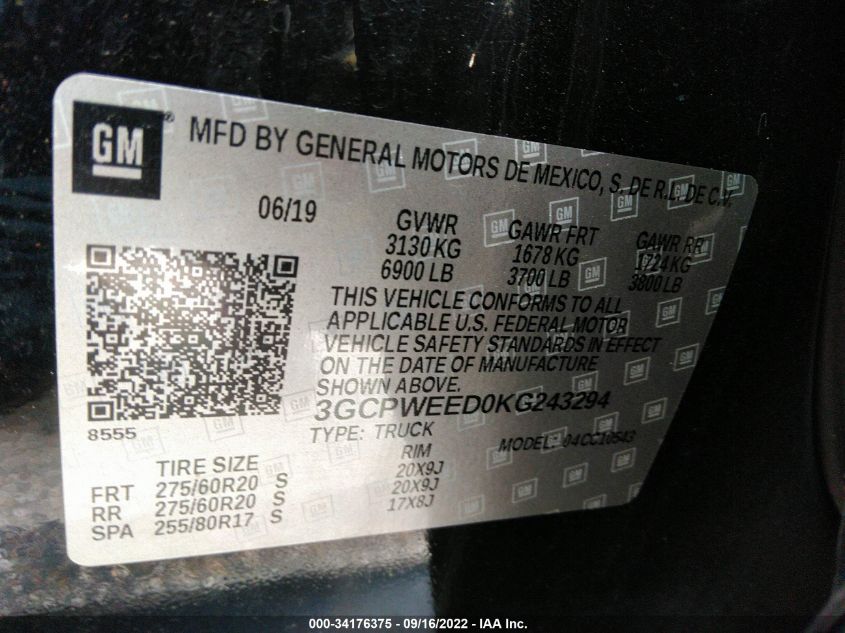 GM ® MFD BY GENERAL MOTORS DE MEXICO, S. DE R.L. DE C.V.
06/19 GVWR GAWR FRT GAWR RR
3130 KG 1678 KG 1724 KG
6900 LB 3700 LB 3800 LB
THIS VEHICLE CONFORMS TO ALL
APPLICABLE U.S. FEDERAL MOTOR
VEHICLE SAFETY STANDARDS IN EFFECT
ON THE DATE OF MANUFACTURE
SHOWN ABOVE.
3GCPWEED0KG243294
8555
TYPE: TRUCK MODEL: 04CC10543
TIRE SIZE RIM
FRT 275/60R20 S 20X9J
RR 275/60R20 S 20X9J
SPA 255/80R17 S 17X8J
000-34176375 - 09/16/2022 - IAA Inc.